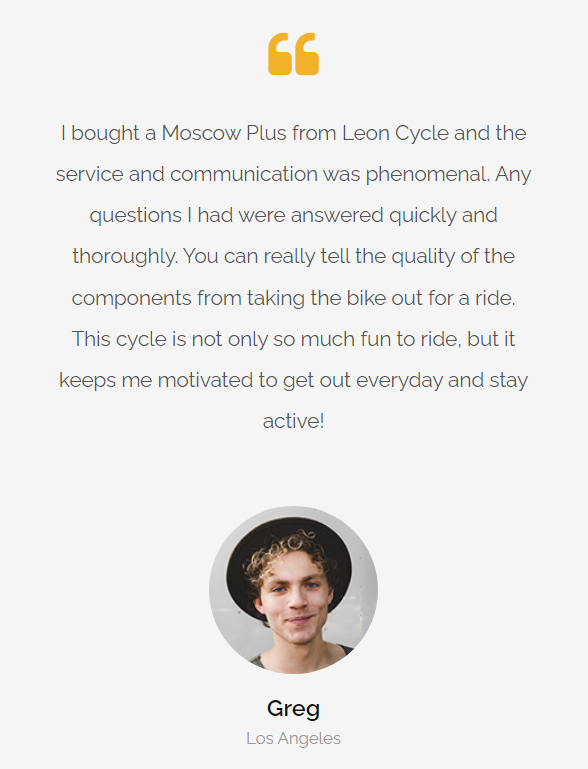 I bought a Moscow Plus from Leon Cycle and the
service and communication was phenomenal. Any
questions I had were answered quickly and
thoroughly. You can really tell the quality of the
components from taking the bike out for a ride.
This cycle is not only so much fun to ride, but it
keeps me motivated to get out everyday and stay
active!
Greg
Los Angeles